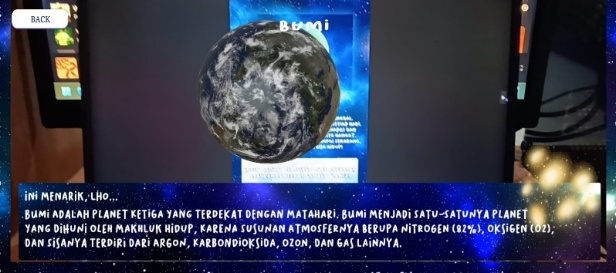 BACK
BUMi
iNi MENARiK, LHO...
BUMi ADALAH PLANET KETiGA YANG TERDEKAT DENGAN MATAHARi. BUMi MENJADi SATU-SATUNYA PLANET
YANG DiHUNi OLEH MAKHLUK HiDUP, KARENA SUSUNAN ATMOSFERNYA BERUPA NiTROGEN (82%), OKSiGEN (O2),
DAN SiSANYA TERDiRi DARi ARGON, KARBONDiOKSiDA, OZON, DAN GAS LAiNNYA.